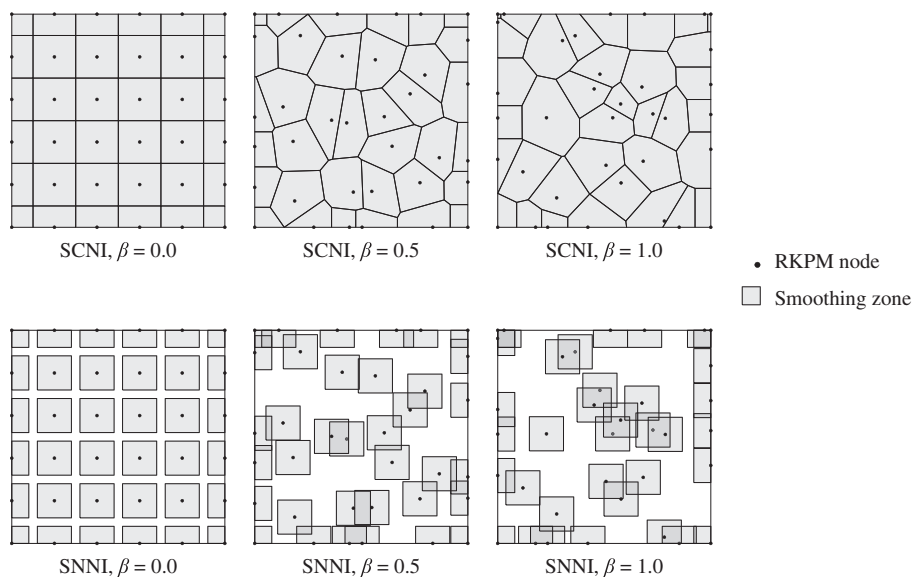 SCNI, β = 0.0
SCNI, β = 0.5
SCNI, β = 1.0
RKPM node
Smoothing zone
SNNI, β = 0.0
SNNI, β = 0.5
SNNI, β = 1.0